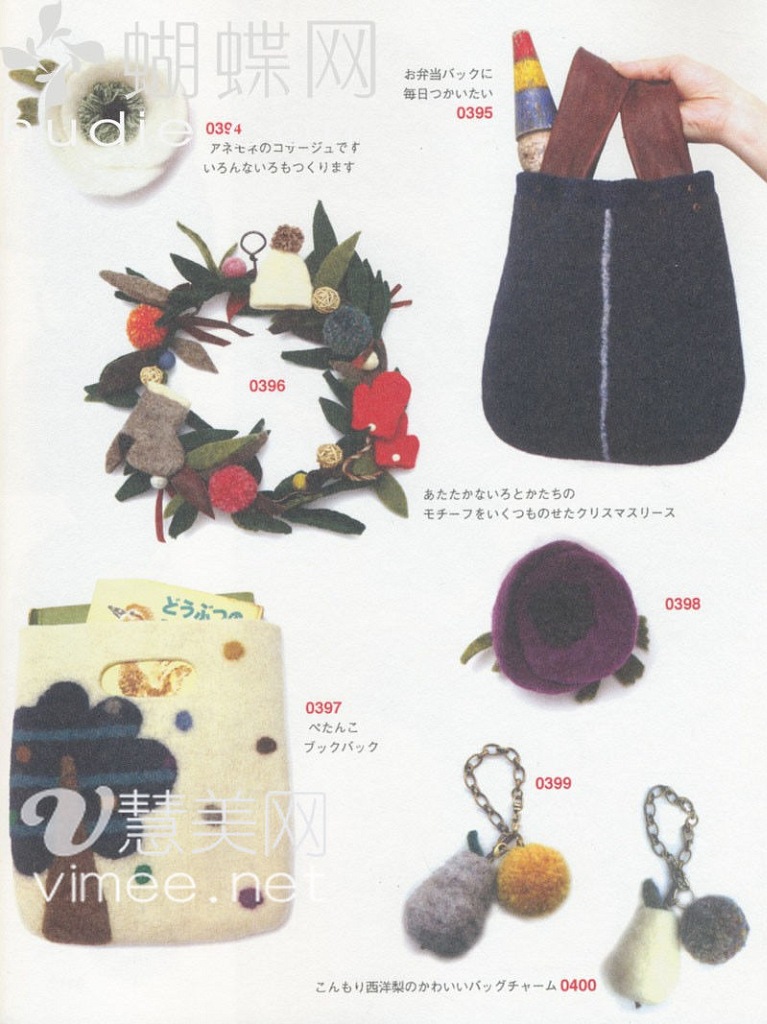 蝴蝶网
hudie
0394
アネモネのコサージュです
いろんないろもつくります
お弁当バックに
毎日つかいたい
0395
0396
あたたかないろとかたちの
モチーフをいくつものせたクリスマスリース
どうぶつの
0397
ぺたんこ
ブックバック
0398
0399
慧美网
vimee.net
こんもり西洋梨のかわいいバッグチャーム 0400